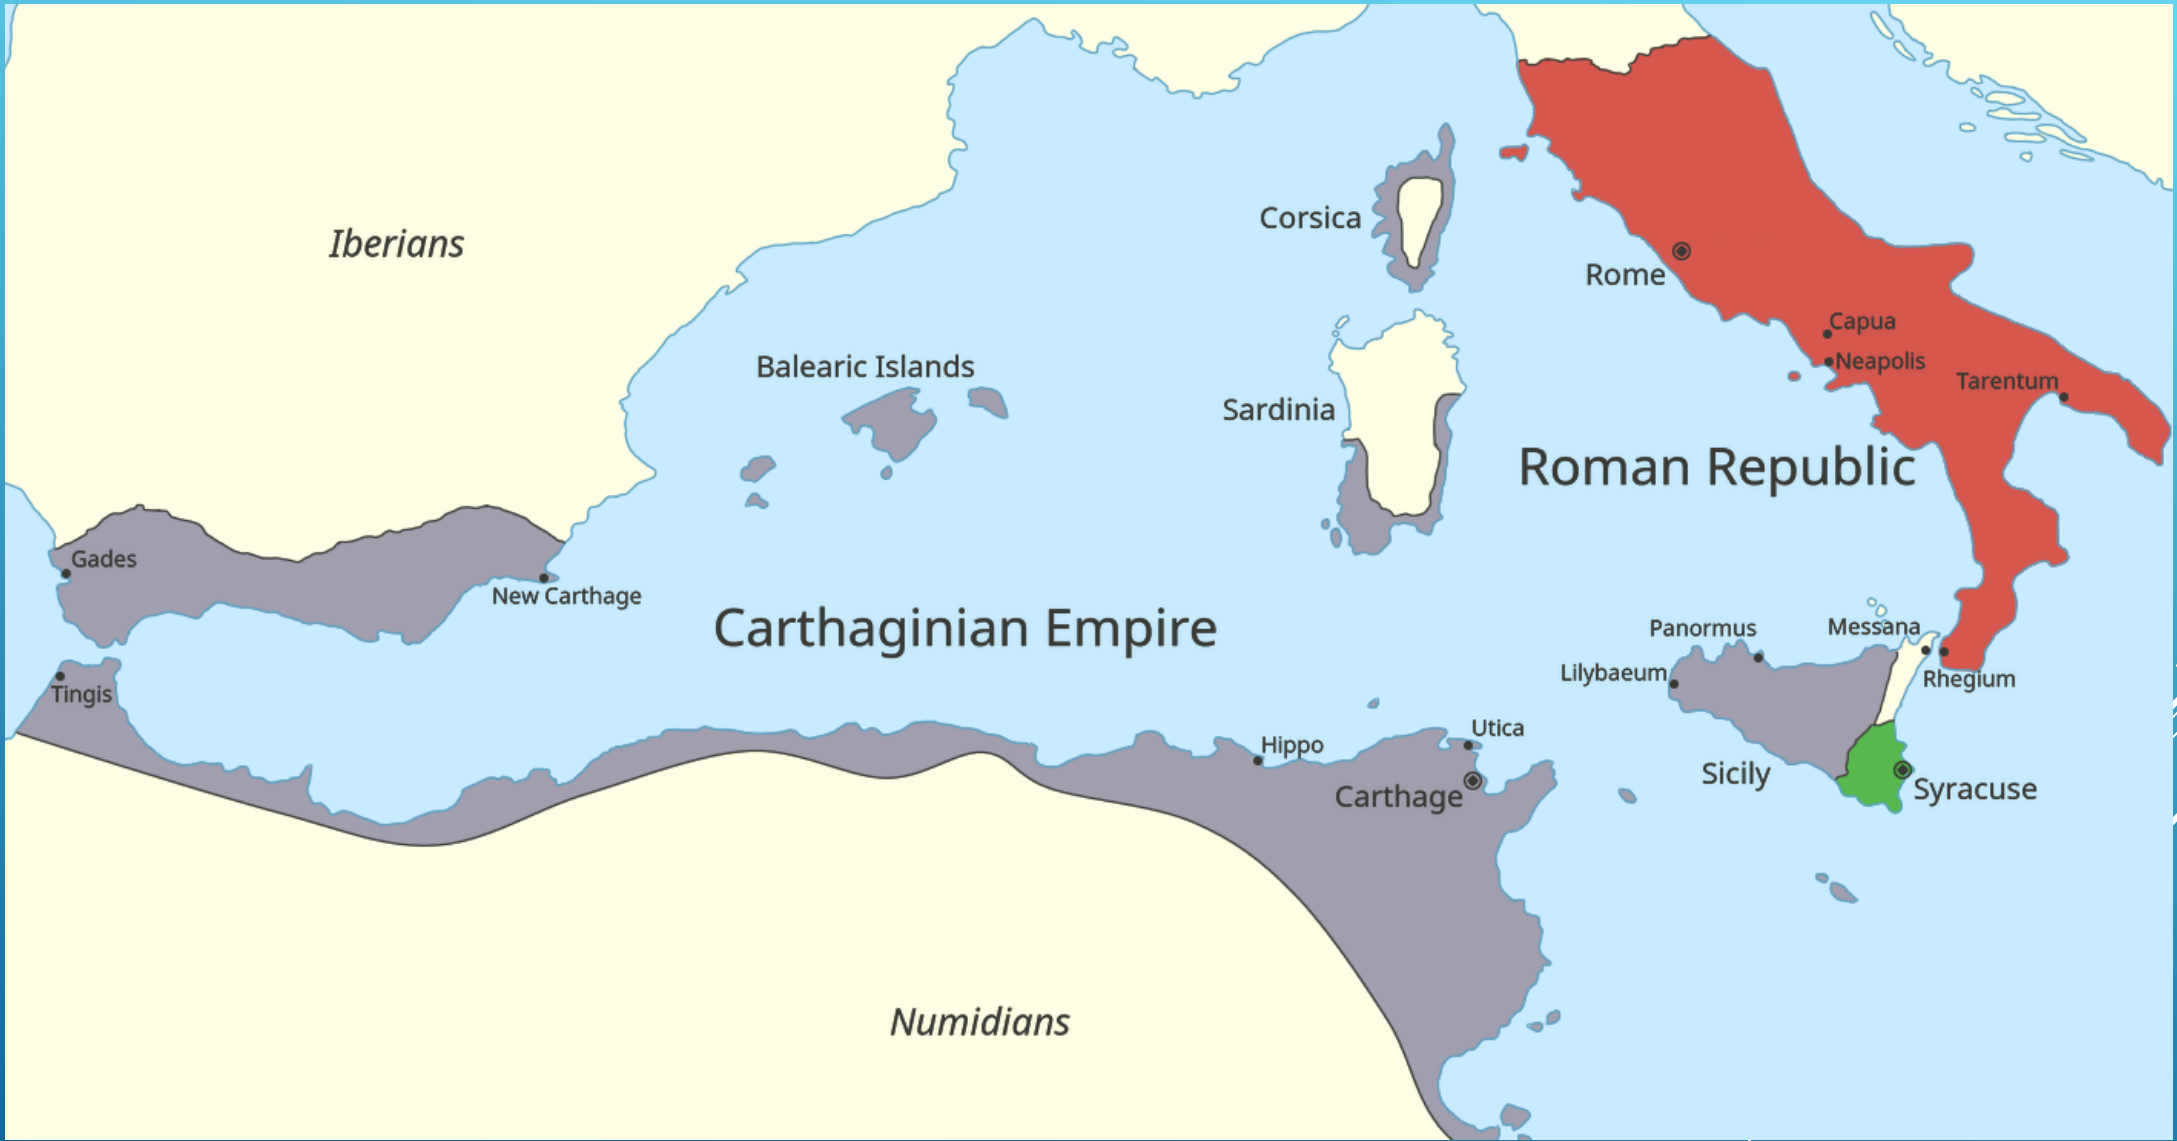 Corsica
Iberians
Rome
Capua
Balearic Islands
Neapolis
Tarentum
Sardinia
Roman Republic
Gades
New Carthage
Carthaginian Empire
Panormus
Messana
Lilybaeum
Rhegium
Tingis
Utica
Hippo
Sicily
Syracuse
Carthage
Numidians